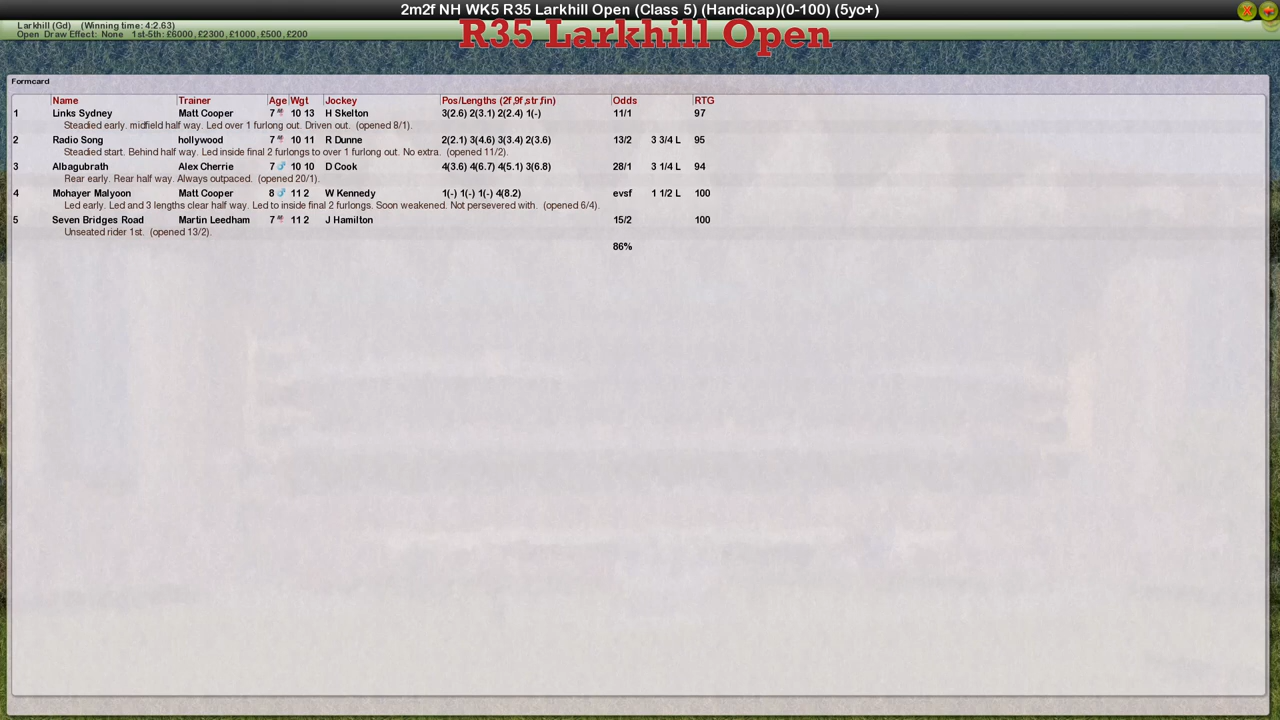 2m2f NH WK5 R35 Larkhill Open (Class 5) (Handicap)(0-100) (5yo+)
Larkhill (Gd) (Winning time: 4:2.63)
Open Draw Effect: None 1st-5th: £6000, £2300, £1000, £500, £200
R35 Larkhill Open
Formcard
Name Trainer Age Wgt Jockey Pos/Lengths (2f,9f,str,fin) Odds RTG
1 Links Sydney Matt Cooper 7 10 13 H Skelton 3(2.6) 2(3.1) 2(2.4) 1(-) 11/1 97
Steadied early. midfield half way. Led over 1 furlong out. Driven out. (opened 8/1).
2 Radio Song hollywood 7 10 11 R Dunne 2(2.1) 3(4.6) 3(3.4) 2(3.6) 13/2 3 3/4 L 95
Steadied start. Behind half way. Led inside final 2 furlongs to over 1 furlong out. No extra. (opened 11/2).
3 Albagubrath Alex Cherrie 7 10 10 D Cook 4(3.6) 4(6.7) 4(5.1) 3(6.8) 28/1 3 1/4 L 94
Rear early. Rear half way. Always outpaced. (opened 20/1).
4 Mohayer Malyoon Matt Cooper 8 11 2 W Kennedy 1(-) 1(-) 1(-) 4(8.2) evsf 1 1/2 L 100
Led early. Led and 3 lengths clear half way. Led to inside final 2 furlongs. Soon weakened. Not persevered with. (opened 6/4).
5 Seven Bridges Road Martin Leedham 7 11 2 J Hamilton 15/2 100
Unseated rider 1st. (opened 13/2).
86%